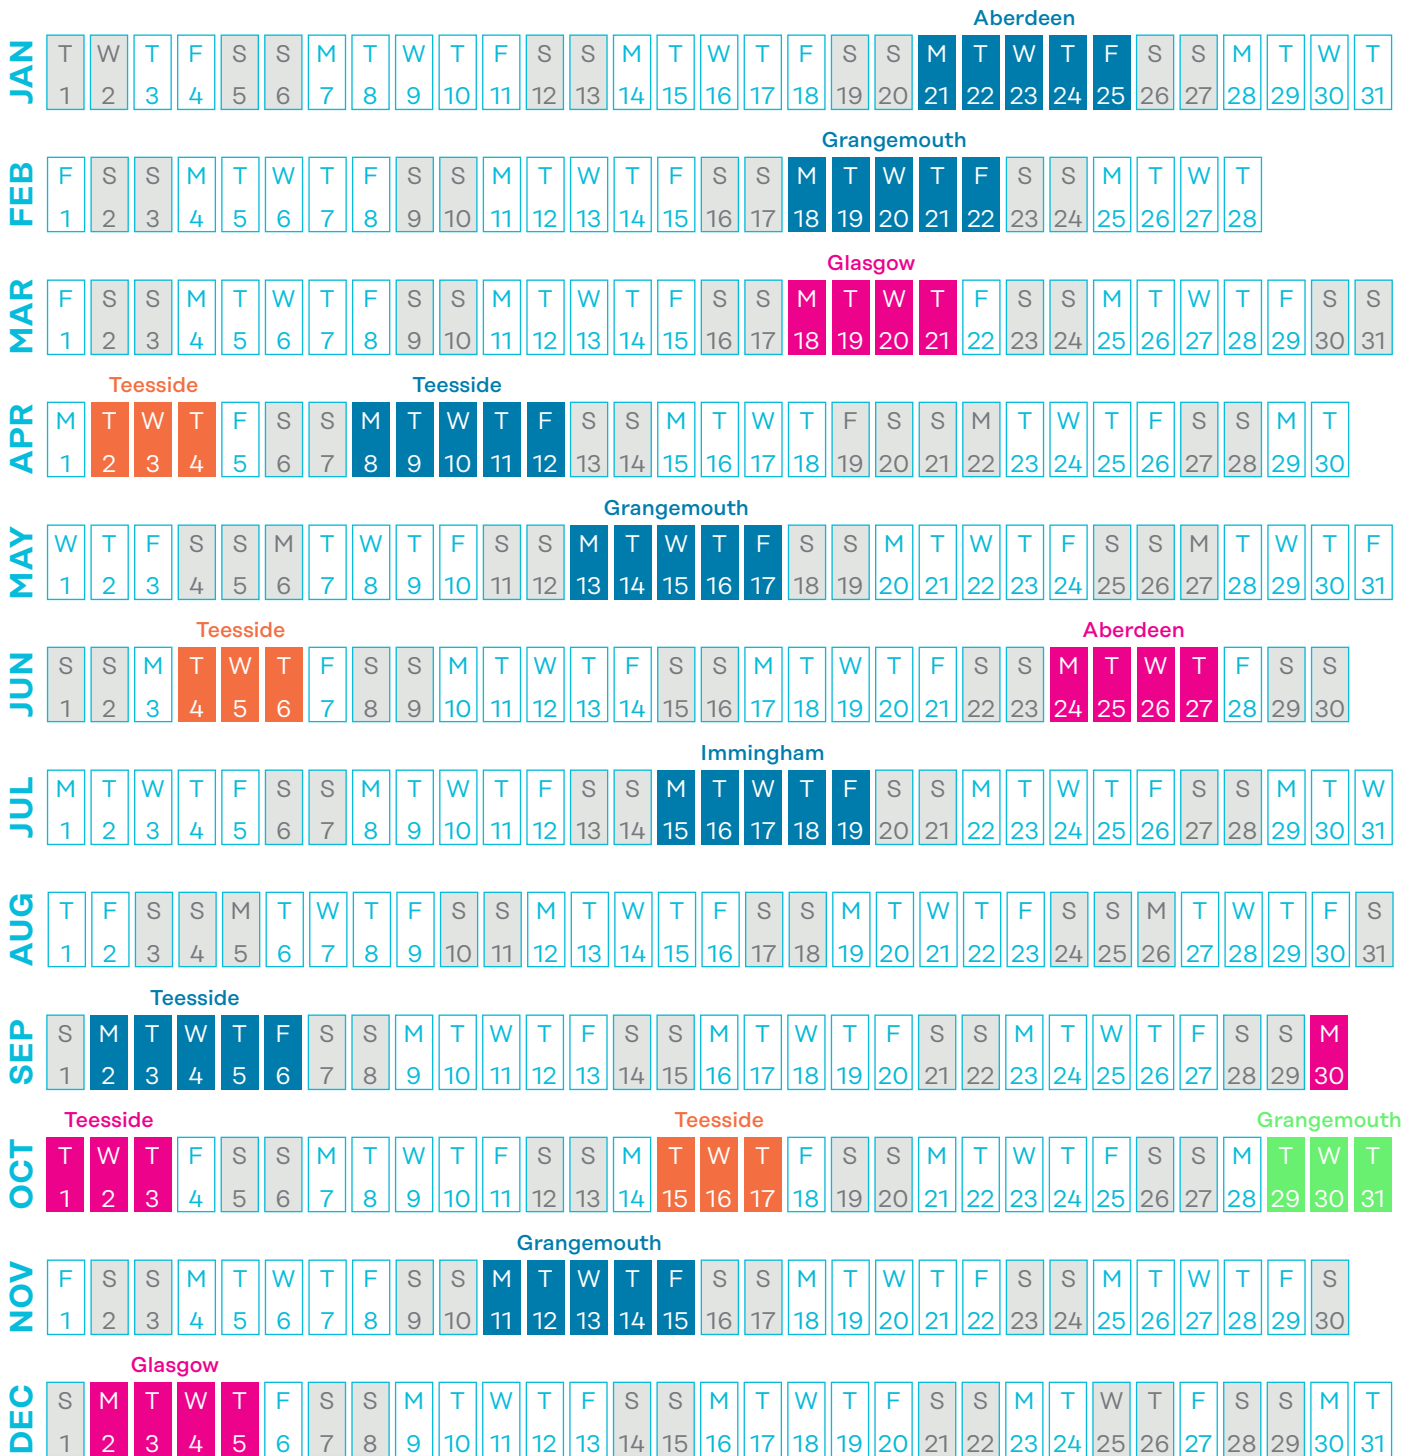 Aberdeen
JAN T W T F S S M T W T F S S M T W T F S S M T W T F S S M T W T
1 2 3 4 5 6 7 8 9 10 11 12 13 14 15 16 17 18 19 20 21 22 23 24 25 26 27 28 29 30 31
Grangemouth
FEB F S S M T W T F S S M T W T F S S M T W T F S S M T W T
1 2 3 4 5 6 7 8 9 10 11 12 13 14 15 16 17 18 19 20 21 22 23 24 25 26 27 28
Glasgow
MAR F S S M T W T F S S M T W T F S S M T W T F S S M T W T F S S
1 2 3 4 5 6 7 8 9 10 11 12 13 14 15 16 17 18 19 20 21 22 23 24 25 26 27 28 29 30 31
Teesside Teesside
APR M T W T F S S M T W T F S S M T W T F S S M T W T F S S M T
1 2 3 4 5 6 7 8 9 10 11 12 13 14 15 16 17 18 19 20 21 22 23 24 25 26 27 28 29 30
Grangemouth
MAY W T F S S M T W T F S S M T W T F S S M T W T F S S M T W T F
1 2 3 4 5 6 7 8 9 10 11 12 13 14 15 16 17 18 19 20 21 22 23 24 25 26 27 28 29 30 31
Teesside Aberdeen
JUN S S M T W T F S S M T W T F S S M T W T F S S M T W T F S S
1 2 3 4 5 6 7 8 9 10 11 12 13 14 15 16 17 18 19 20 21 22 23 24 25 26 27 28 29 30
Immingham
JUL M T W T F S S M T W T F S S M T W T F S S M T W T F S S M T W
1 2 3 4 5 6 7 8 9 10 11 12 13 14 15 16 17 18 19 20 21 22 23 24 25 26 27 28 29 30 31
AUG T F S S M T W T F S S M T W T F S S M T W T F S S M T W T F S
1 2 3 4 5 6 7 8 9 10 11 12 13 14 15 16 17 18 19 20 21 22 23 24 25 26 27 28 29 30 31
Teesside
SEP S M T W T F S S M T W T F S S M T W T F S S M T W T F S S M
1 2 3 4 5 6 7 8 9 10 11 12 13 14 15 16 17 18 19 20 21 22 23 24 25 26 27 28 29 30
Teesside Teesside Grangemouth
OCT T W T F S S M T W T F S S M T W T F S S M T W T F S S M T W T
1 2 3 4 5 6 7 8 9 10 11 12 13 14 15 16 17 18 19 20 21 22 23 24 25 26 27 28 29 30 31
Grangemouth
NOV F S S M T W T F S S M T W T F S S M T W T F S S M T W T F S
1 2 3 4 5 6 7 8 9 10 11 12 13 14 15 16 17 18 19 20 21 22 23 24 25 26 27 28 29 30
Glasgow
DEC S M T W T F S S M T W T F S S M T W T F S S M T W T F S S M T
1 2 3 4 5 6 7 8 9 10 11 12 13 14 15 16 17 18 19 20 21 22 23 24 25 26 27 28 29 30 31